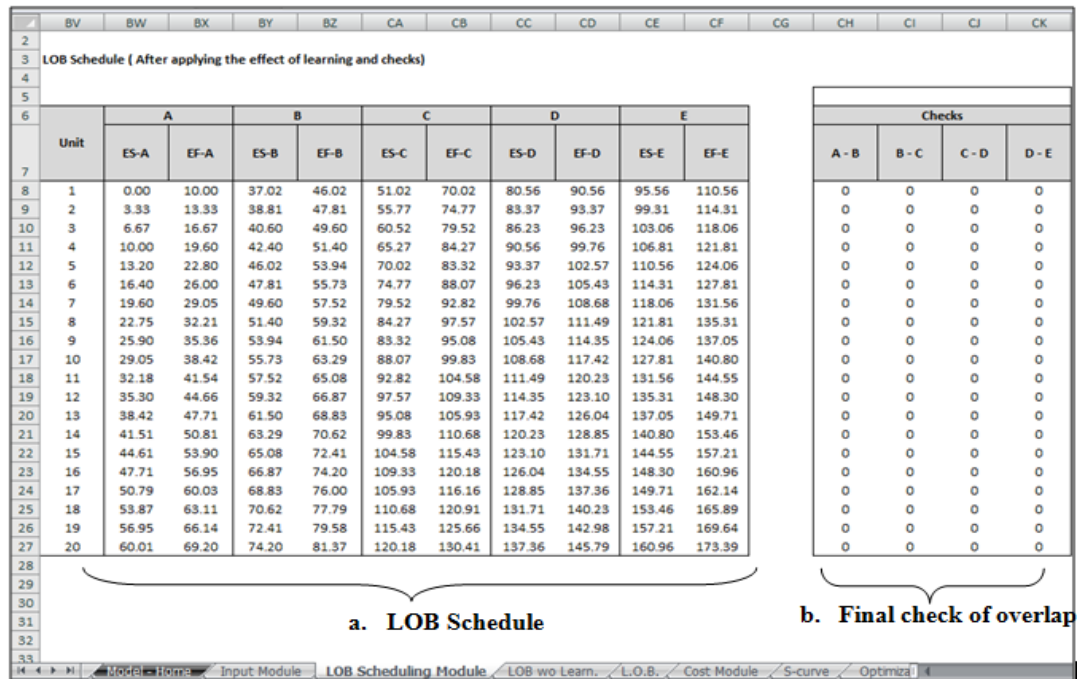 BV BW BX BY BZ CA CB CC CD CE CF CG CH CI CJ CK
2
3 LOB Schedule ( After applying the effect of learning and checks)
4
5
6 A B C D E Checks
7 Unit ES-A EF-A ES-B EF-B ES-C EF-C ES-D EF-D ES-E EF-E A - B B - C C - D D - E
8 1 0.00 10.00 37.02 46.02 51.02 70.02 80.56 90.56 95.56 110.56 0 0 0 0
9 2 3.33 13.33 38.81 47.81 55.77 74.77 83.37 93.37 99.31 114.31 0 0 0 0
10 3 6.67 16.67 40.60 49.60 60.52 79.52 86.23 96.23 103.06 118.06 0 0 0 0
11 4 10.00 19.60 42.40 51.40 65.27 84.27 90.56 99.76 106.81 121.81 0 0 0 0
12 5 13.20 22.80 46.02 53.94 70.02 83.32 93.37 102.57 110.56 124.06 0 0 0 0
13 6 16.40 26.00 47.81 55.73 74.77 88.07 96.23 105.43 114.31 127.81 0 0 0 0
14 7 19.60 29.05 49.60 57.52 79.52 92.82 99.76 108.68 118.06 131.56 0 0 0 0
15 8 22.75 32.21 51.40 59.32 84.27 97.57 102.57 111.49 121.81 135.31 0 0 0 0
16 9 25.90 35.36 53.94 61.50 83.32 95.08 105.43 114.35 124.06 137.05 0 0 0 0
17 10 29.05 38.42 55.73 63.29 88.07 99.83 108.68 117.42 127.81 140.80 0 0 0 0
18 11 32.18 41.54 57.52 65.08 92.82 104.58 111.49 120.23 131.56 144.55 0 0 0 0
19 12 35.30 44.66 59.32 66.87 97.57 109.33 114.35 123.10 135.31 148.30 0 0 0 0
20 13 38.42 47.71 61.50 68.83 95.08 105.93 117.42 126.04 137.05 149.71 0 0 0 0
21 14 41.51 50.81 63.29 70.62 99.83 110.68 120.23 128.85 140.80 153.46 0 0 0 0
22 15 44.61 53.90 65.08 72.41 104.58 115.43 123.10 131.71 144.55 157.21 0 0 0 0
23 16 47.71 56.95 66.87 74.20 109.33 120.18 126.04 134.55 148.30 160.96 0 0 0 0
24 17 50.79 60.03 68.83 76.00 105.93 116.16 128.85 137.36 149.71 162.14 0 0 0 0
25 18 53.87 63.11 70.62 77.79 110.68 120.91 131.71 140.23 153.46 165.89 0 0 0 0
26 19 56.95 66.14 72.41 79.58 115.43 125.66 134.55 142.98 157.21 169.64 0 0 0 0
27 20 60.01 69.20 74.20 81.37 120.18 130.41 137.36 145.79 160.96 173.39 0 0 0 0
28
29
30
31 a. LOB Schedule b. Final check of overlap
32
33
Model - Home Input Module LOB Scheduling Module LOB wo Learn. L.O.B. Cost Module S-curve Optimizal